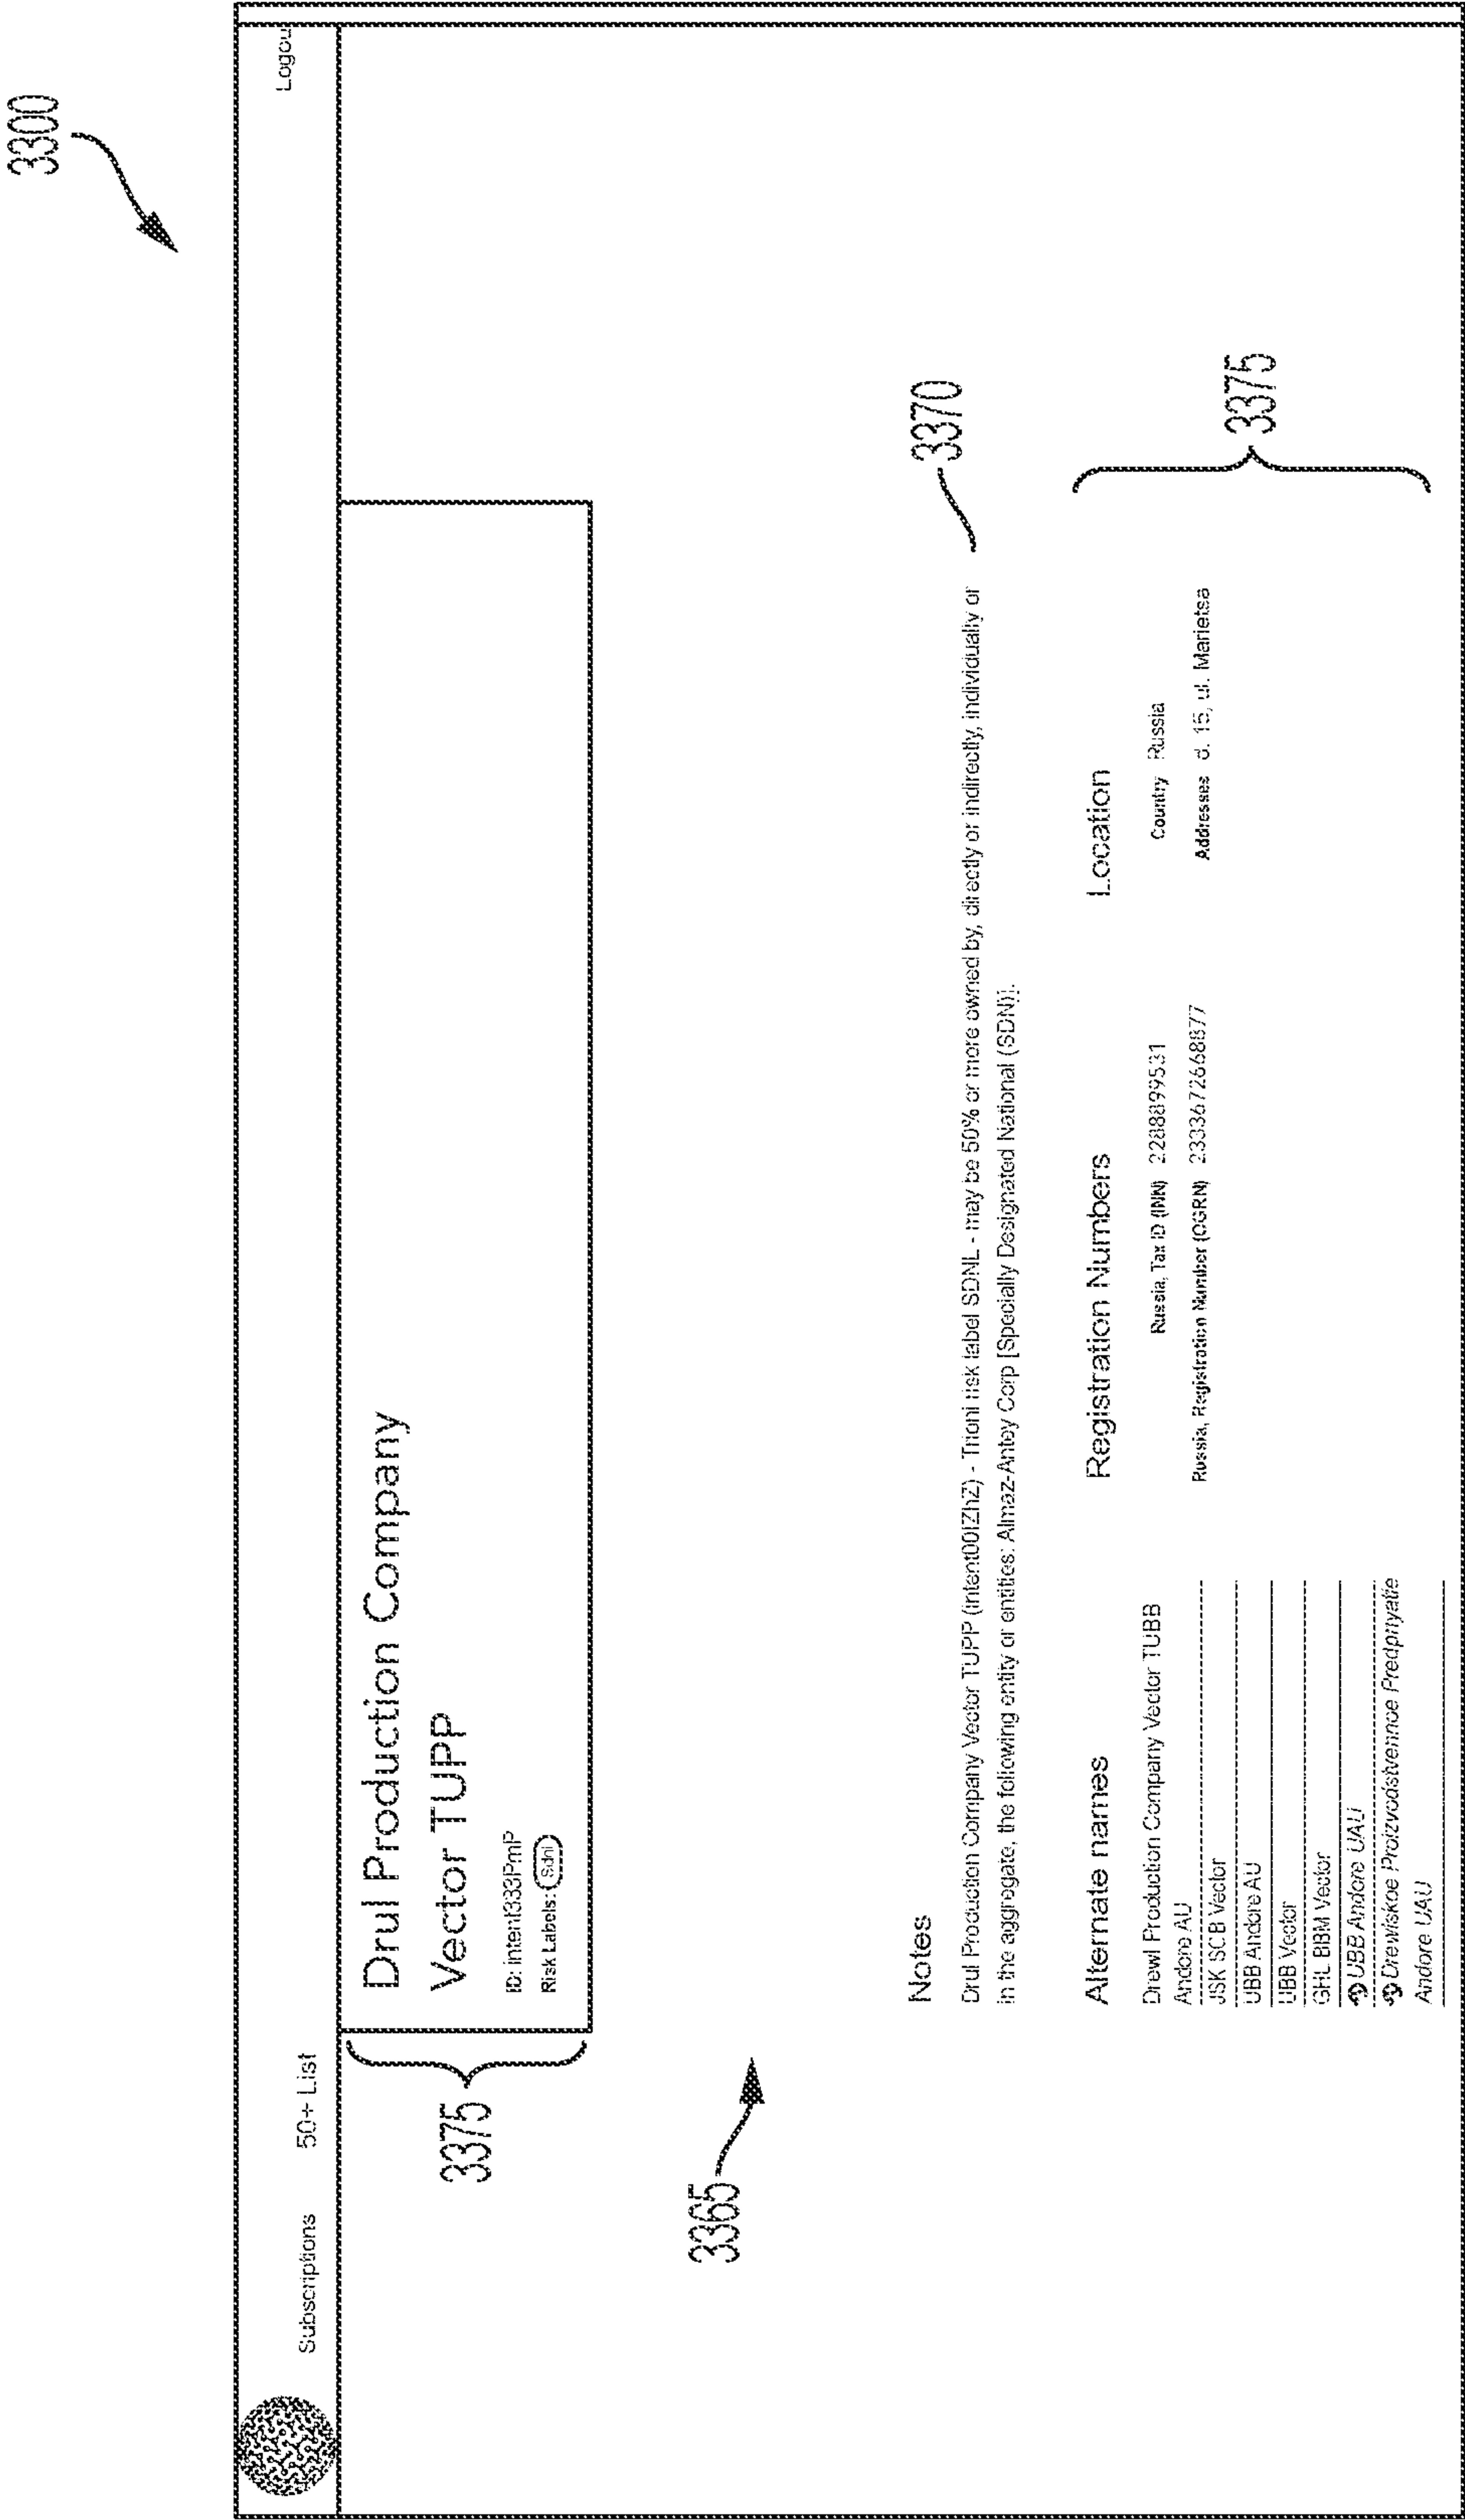 3300
Subscriptions 50+ List Logou
3375
Drul Production Company
Vector TUPP
ID: intent333PmP
Risk Labels: Sdnl
3365
Notes
3370
Drul Production Company Vector TUPP (intent00IZhZ) - Trioni risk label SDNL - may be 50% or more owned by, directly or indirectly, individually or
in the aggregate, the following entity or entities: Almaz-Antey Corp [Specially Designated National (SDN)].
Alternate names
Drewl Production Company Vector TUBB
Andore AU
JSK ISCB Vector
UBB Andore AU
UBB Vector
GHL BBM Vector
UBB Andore UAU
Drewiskoe Proizvodstvennce Predpriyatie
Andore UAU
Registration Numbers
Russia, Tax ID (INN) 2288899531
Russia, Registration Number (OGRN) 2333672668877
Location
Country Russia
Addresses d. 15, ul. Marietsa
3375